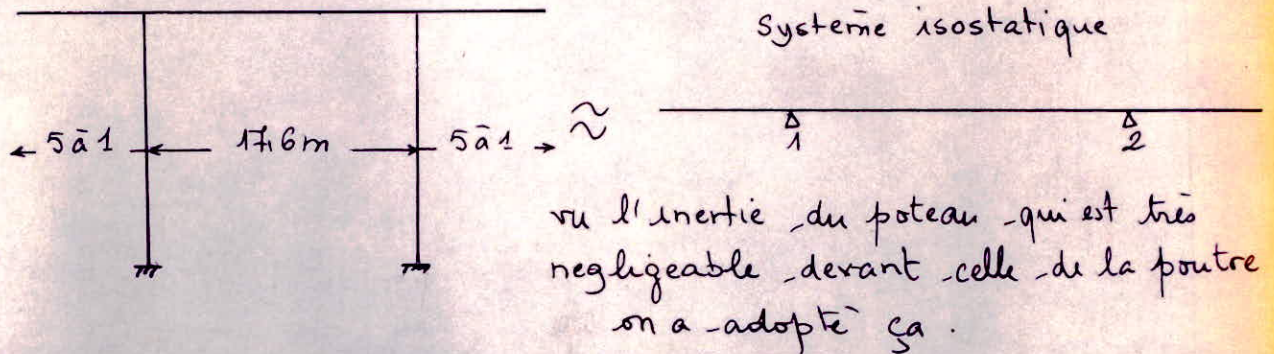 Système isostatique
5 à 1 17,6 m 5 à 1 ≈
1 2
vu l'inertie du poteau qui est très
negligeable devant celle de la poutre
on a adopté ça.